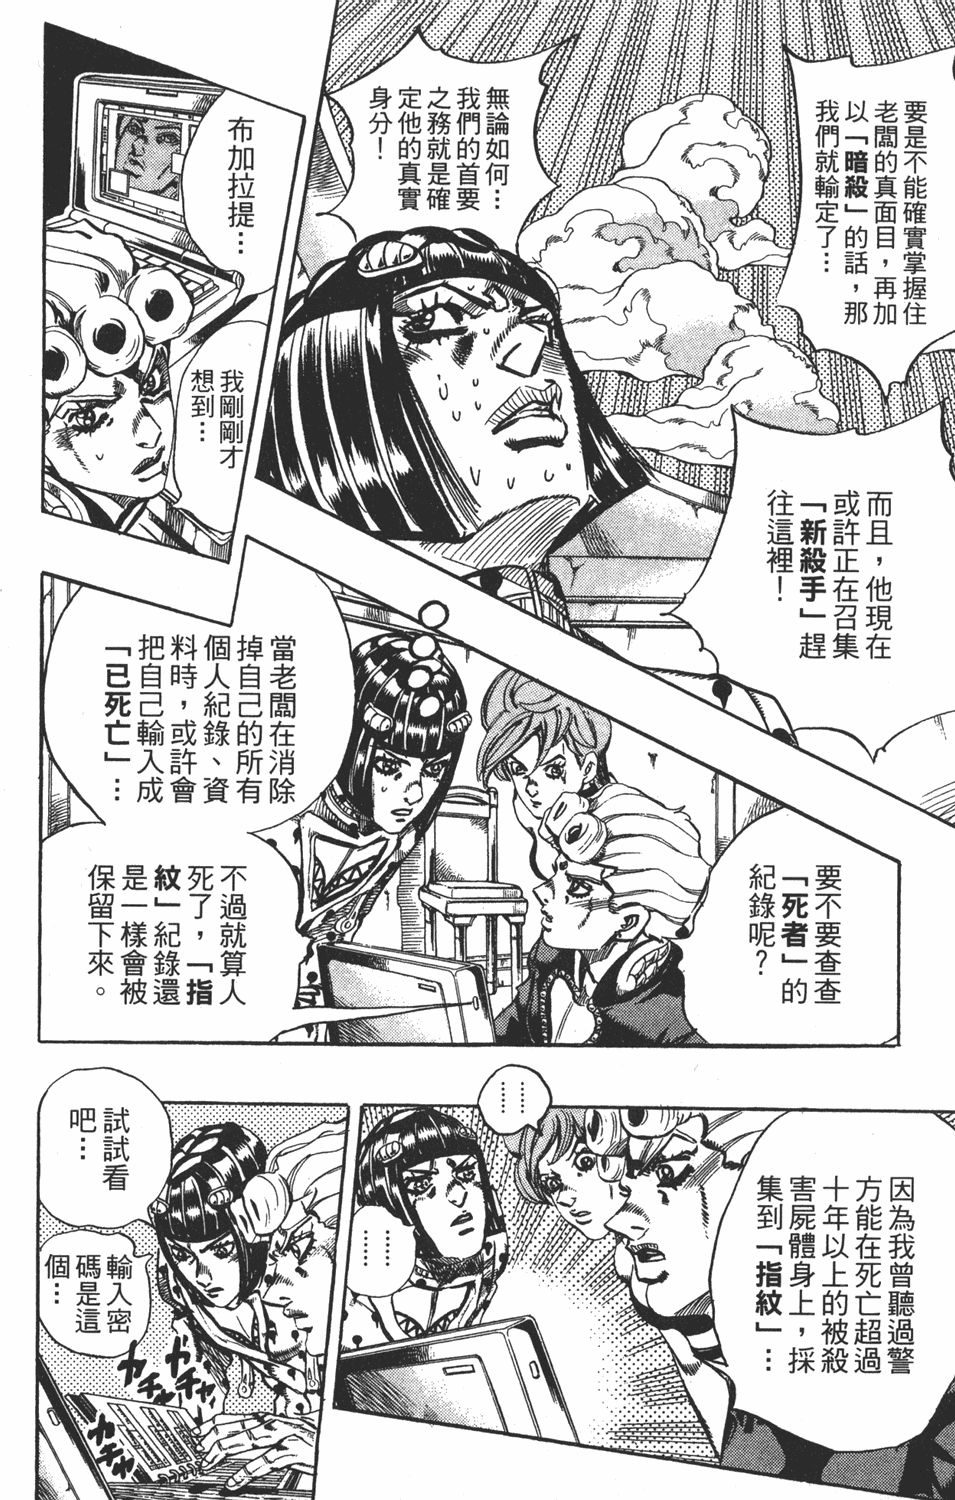 要是不能確實掌握住
老闆的真面目，再加
以「暗殺」的話，那
我們就輸定了…
而且，他現在
或許正在召集
「新殺手」趕
往這裡！
無論如何…
我們的首要
之務就是確
定他的真實
身分！
布加拉提…
我剛剛才
想到…
要不要查查
「死者」的
紀錄呢？
當老闆在消除
掉自己的所有
個人紀錄、資
料時，或許會
把自己輸入成
「已死亡」…
不過就算人
死了，「指
紋」紀錄還
是一樣會被
保留下來。
因為我曾聽過警
方能在死亡超過
十年以上的被殺
害屍體身上，採
集到「指紋」…
……
……
試試看
吧…
輸入密
碼是這
個…
カチャ
カチャ
カチャ